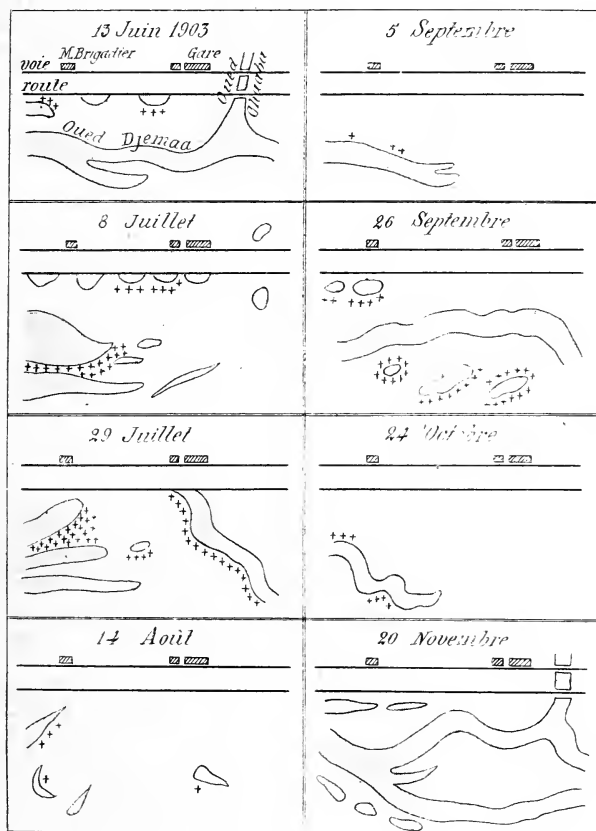 13 Juin 1903
M. Brigadier Gare
voie
route
Oued Chaaba
Oued Djemaa
5 Septembre
8 Juillet
26 Septembre
29 Juillet
24 Octobre
14 Août
20 Novembre